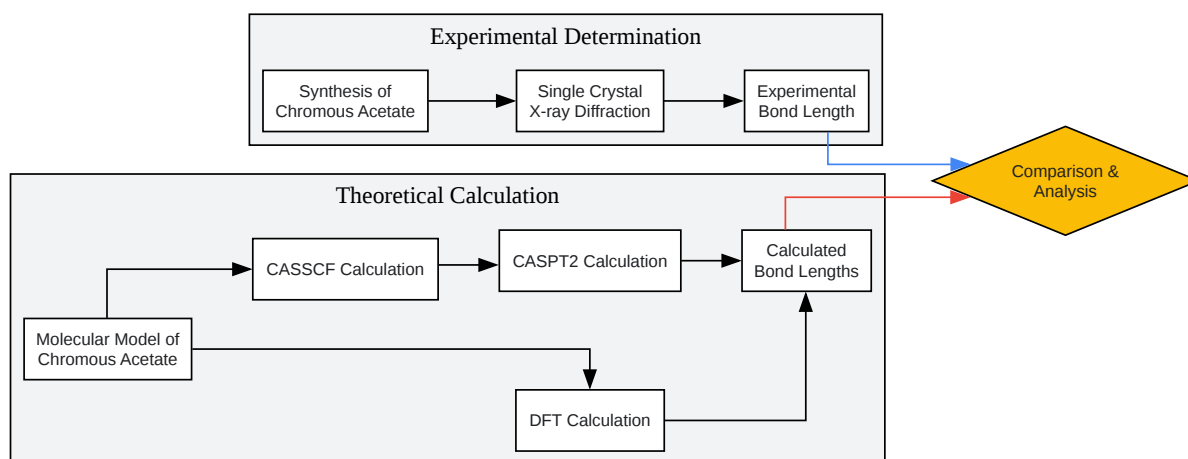 Experimental Determination
Synthesis of
Chromous Acetate
Single Crystal
X-ray Diffraction
Experimental
Bond Length
Comparison &
Analysis
Theoretical Calculation
CASSCF Calculation
CASPT2 Calculation
Calculated
Bond Lengths
Molecular Model of
Chromous Acetate
DFT Calculation